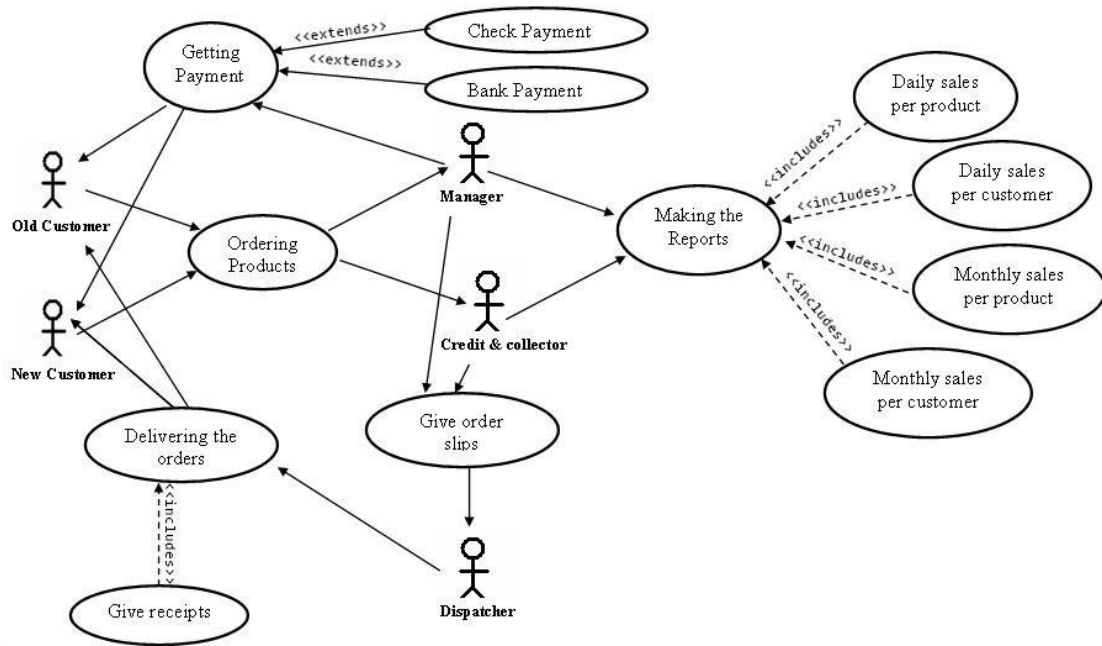 Getting
Payment
<<extends>>
Check Payment
<<extends>>
Bank Payment
Daily sales
per product
<<includes>>
Daily sales
per customer
<<includes>>
Old Customer
Manager
Making the
Reports
Ordering
Products
<<includes>>
Monthly sales
per product
<<includes>>
New Customer
Credit & collector
Monthly sales
per customer
Give order
slips
Delivering the
orders
<<includes>>
Give receipts
Dispatcher